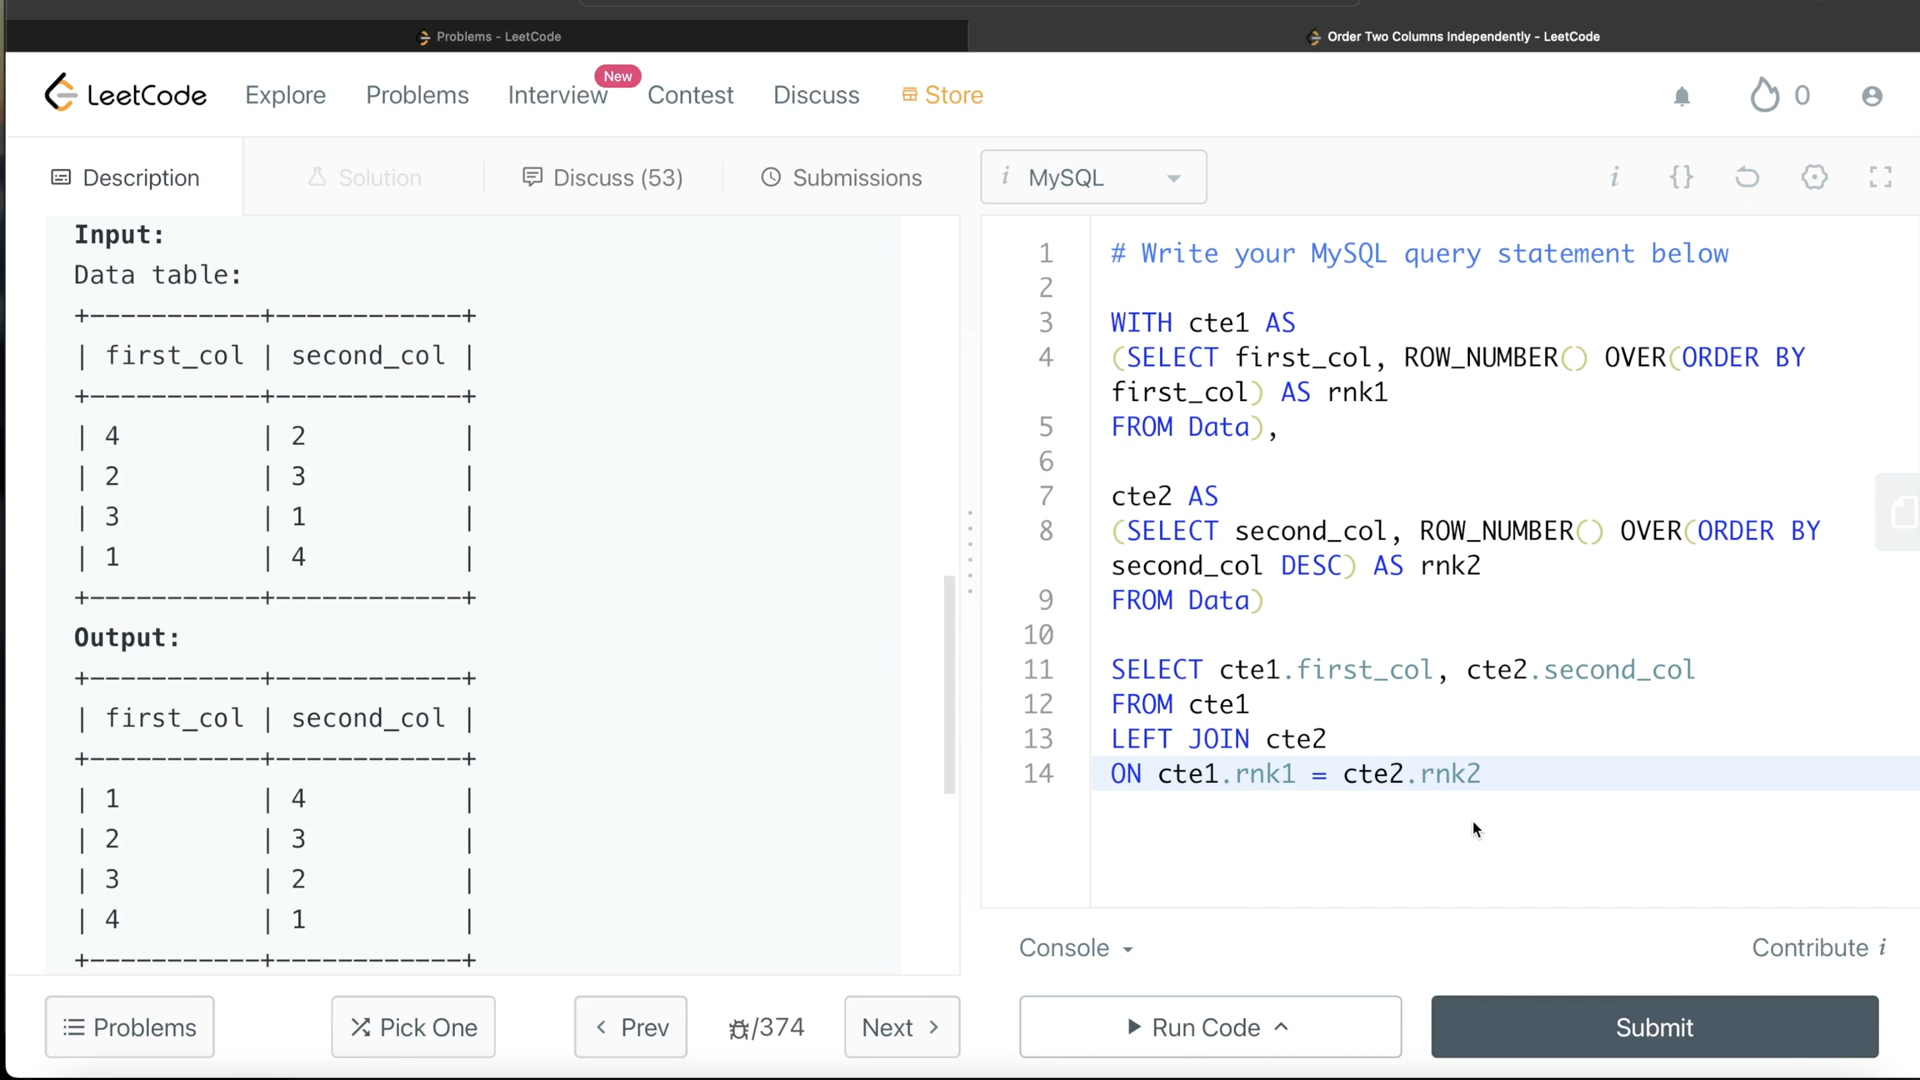 Problems - LeetCode
Order Two Columns Independently - LeetCode
LeetCode
Explore
Problems
Interview
New
Contest
Discuss
Store
0
Description
Solution
Discuss (53)
Submissions
i MySQL
i {}
Input:
Data table:
+-----------+------------+
| first_col | second_col |
+-----------+------------+
| 4         | 2          |
| 2         | 3          |
| 3         | 1          |
| 1         | 4          |
+-----------+------------+
Output:
+-----------+------------+
| first_col | second_col |
+-----------+------------+
| 1         | 4          |
| 2         | 3          |
| 3         | 2          |
| 4         | 1          |
+-----------+------------+
1 # Write your MySQL query statement below
2
3 WITH cte1 AS
4 (SELECT first_col, ROW_NUMBER() OVER(ORDER BY
first_col) AS rnk1
5 FROM Data),
6
7 cte2 AS
8 (SELECT second_col, ROW_NUMBER() OVER(ORDER BY
second_col DESC) AS rnk2
9 FROM Data)
10
11 SELECT cte1.first_col, cte2.second_col
12 FROM cte1
13 LEFT JOIN cte2
14 ON cte1.rnk1 = cte2.rnk2
Console
Contribute i
Problems
Pick One
Prev
/374
Next
Run Code
Submit